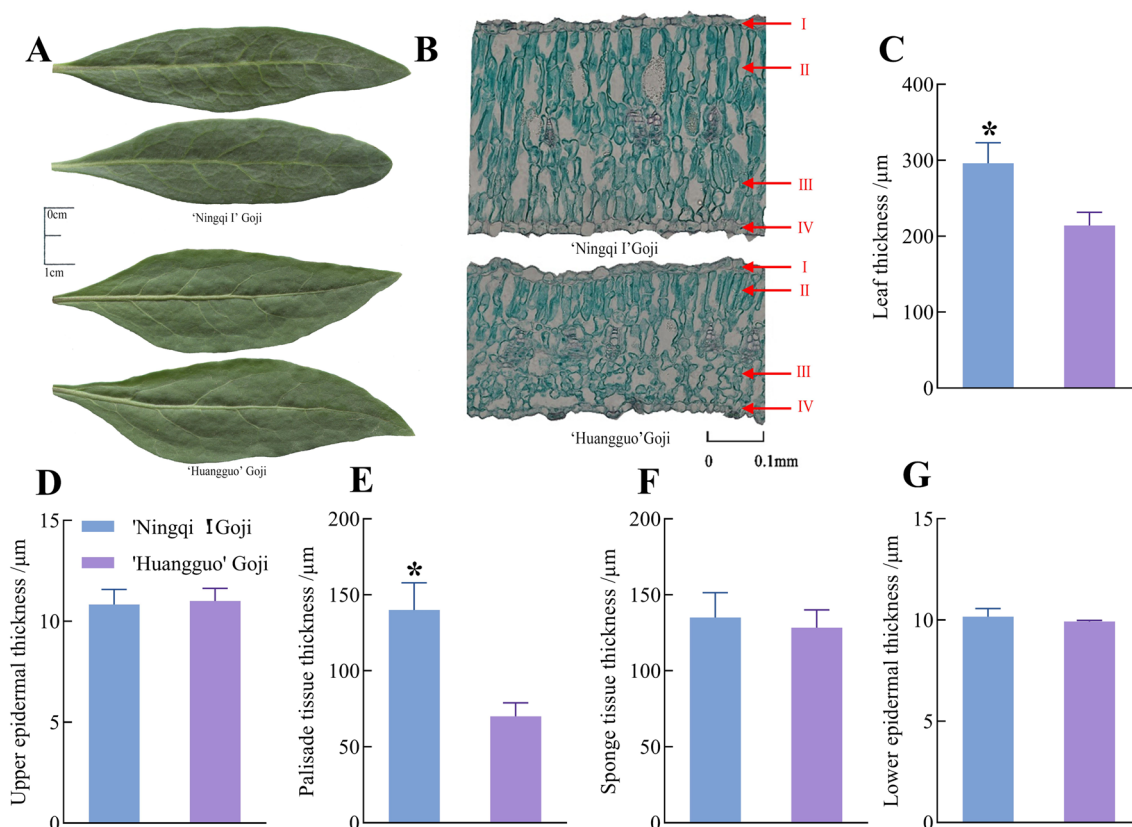 A
B
C
0cm
1cm
'Ningqi I' Goji
'Huangguo' Goji
I
II
III
IV
'Ningqi I'Goji
I
II
III
IV
'Huangguo'Goji
0 0.1mm
Leaf thickness /μm
400
300
200
100
0
*
D
Upper epidermal thickness /μm
15
10
5
0
'Ningqi I Goji
'Huangguo' Goji
E
Palisade tissue thickness /μm
200
150
100
50
0
*
F
Sponge tissue thickness /μm
200
150
100
50
0
G
Lower epidermal thickness /μm
15
10
5
0